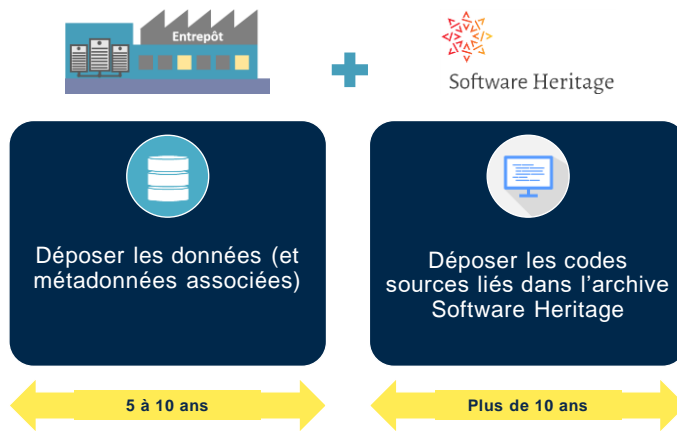 Entrepôt
Software Heritage
Déposer les données (et
métadonnées associées)
Déposer les codes
sources liés dans l'archive
Software Heritage
5 à 10 ans
Plus de 10 ans